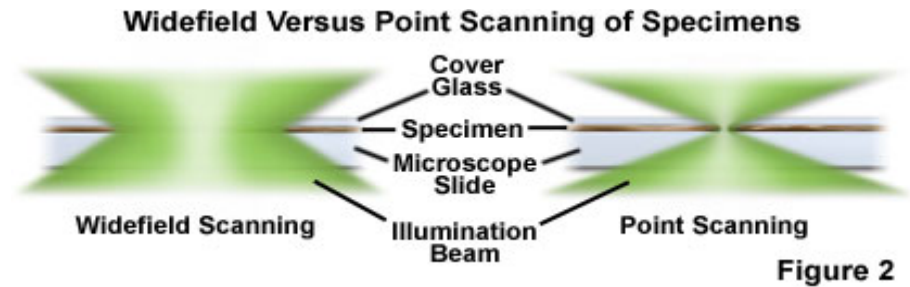 Widefield Versus Point Scanning of Specimens
Cover
Glass
Specimen
Microscope
Slide
Widefield Scanning
Illumination
Beam
Point Scanning
Figure 2